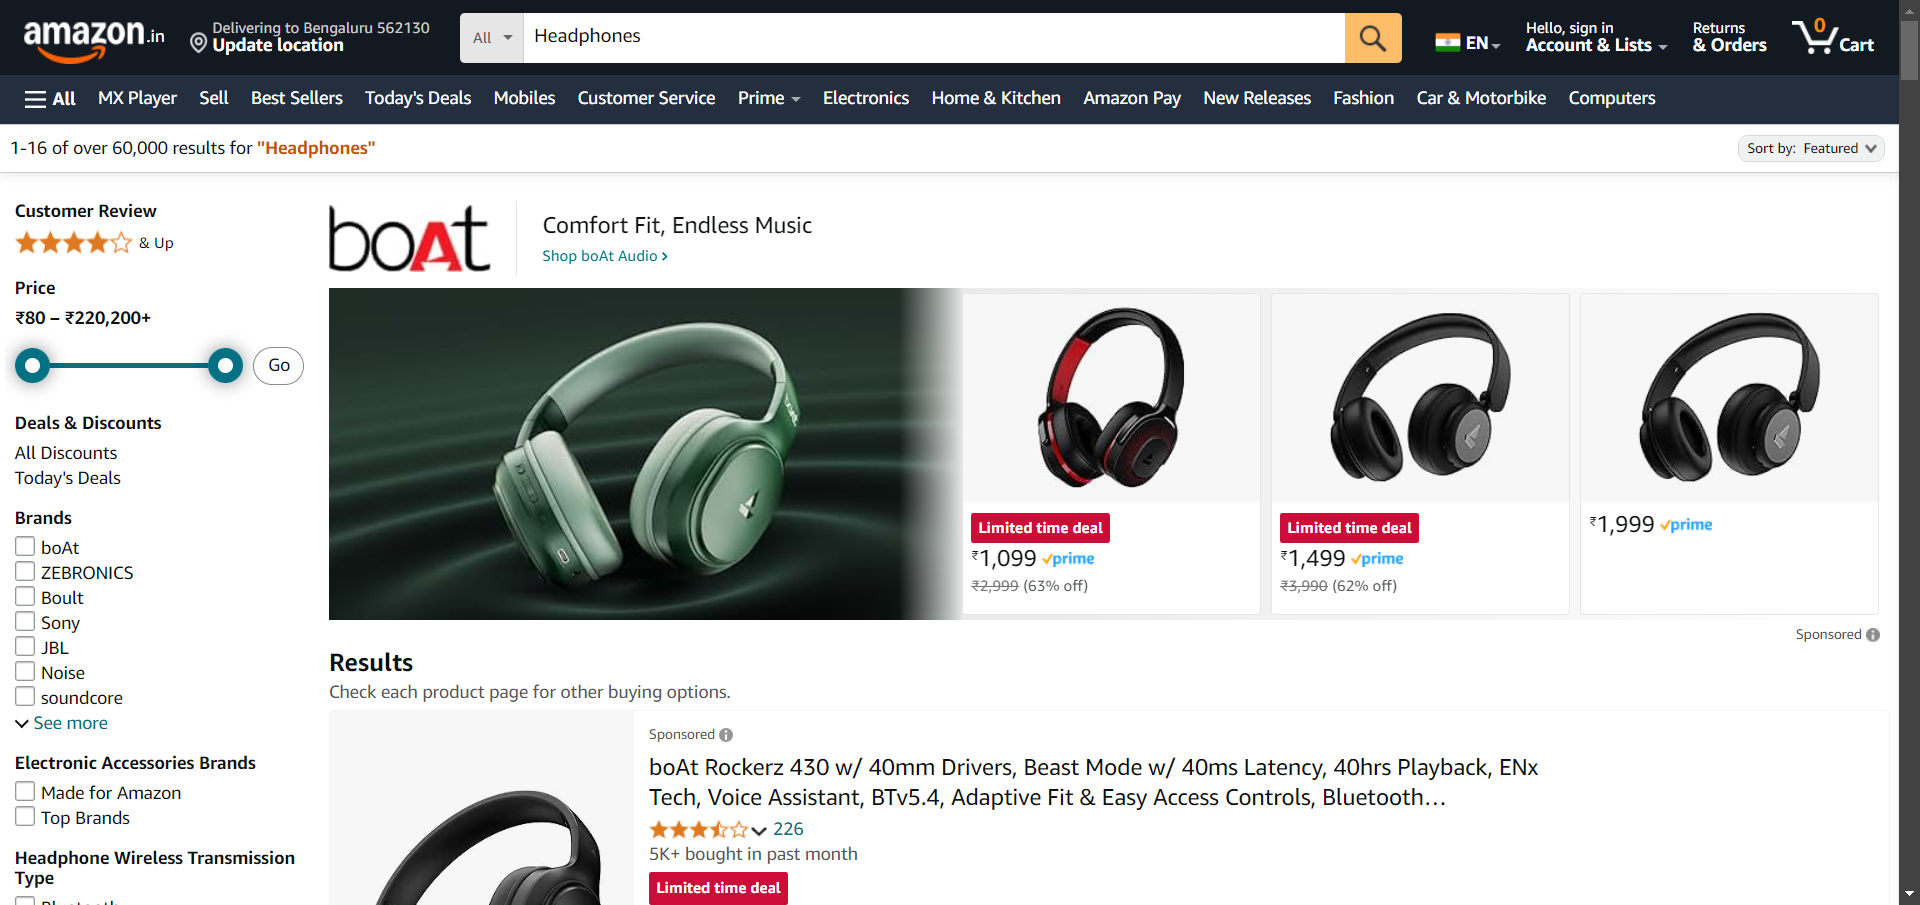 amazon.in
Delivering to Bengaluru 562130
Update location
All
Headphones
EN
Hello, sign in
Account & Lists
Returns
& Orders
0
Cart
All
MX Player
Sell
Best Sellers
Today's Deals
Mobiles
Customer Service
Prime
Electronics
Home & Kitchen
Amazon Pay
New Releases
Fashion
Car & Motorbike
Computers
1-16 of over 60,000 results for "Headphones"
Sort by: Featured
Customer Review
& Up
Price
₹80 – ₹220,200+
Go
Deals & Discounts
All Discounts
Today's Deals
Brands
boAt
ZEBRONICS
Boult
Sony
JBL
Noise
soundcore
See more
Electronic Accessories Brands
Made for Amazon
Top Brands
Headphone Wireless Transmission
Type
Bluetooth
boAt
Comfort Fit, Endless Music
Shop boAt Audio ›
boAt
Limited time deal
₹1,099 prime
₹2,999 (63% off)
Limited time deal
₹1,499 prime
₹3,990 (62% off)
₹1,999 prime
Sponsored
Results
Check each product page for other buying options.
Sponsored
boAt Rockerz 430 w/ 40mm Drivers, Beast Mode w/ 40ms Latency, 40hrs Playback, ENx
Tech, Voice Assistant, BTv5.4, Adaptive Fit & Easy Access Controls, Bluetooth…
226
5K+ bought in past month
Limited time deal